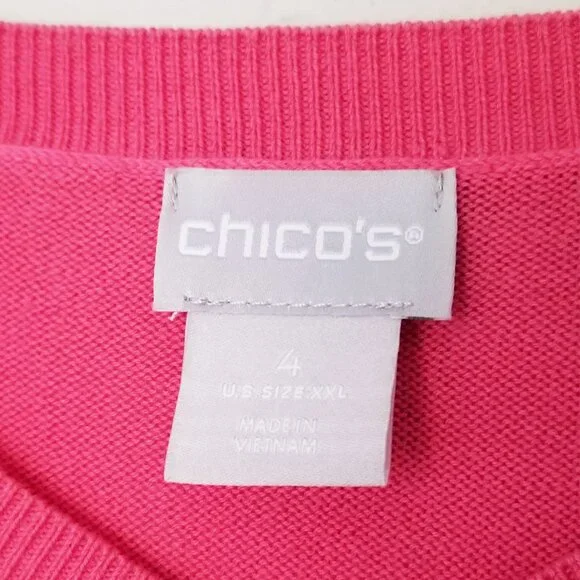 chico's®
4
U.S SIZE:XXL
MADE IN
VIETNAM